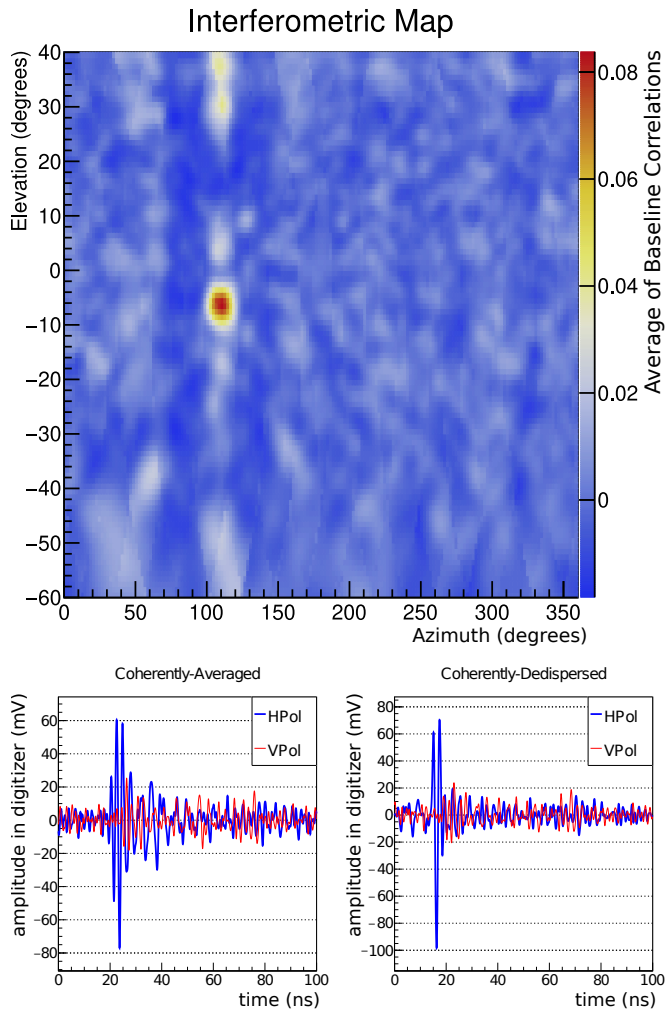 Interferometric Map
Elevation (degrees)
40
30
20
10
0
−10
−20
−30
−40
−50
−60
0 50 100 150 200 250 300 350
Azimuth (degrees)
0.08
0.06
0.04
0.02
0
Average of Baseline Correlations
Coherently-Averaged
amplitude in digitizer (mV)
60
40
20
0
−20
−40
−60
−80
HPol
VPol
0 20 40 60 80 100
time (ns)
Coherently-Dedispersed
amplitude in digitizer (mV)
80
60
40
20
0
−20
−40
−60
−80
−100
HPol
VPol
0 20 40 60 80 100
time (ns)